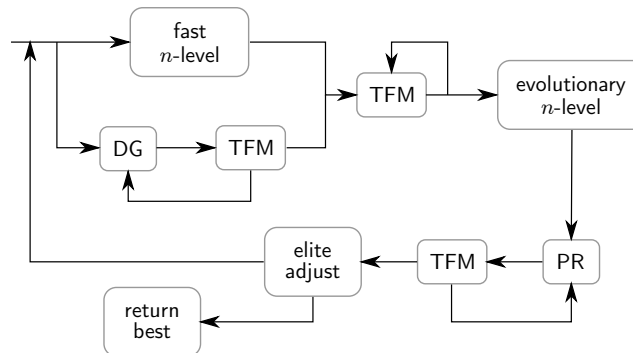 fast
n-level
TFM
evolutionary
n-level
DG
TFM
elite
adjust
TFM
PR
return
best